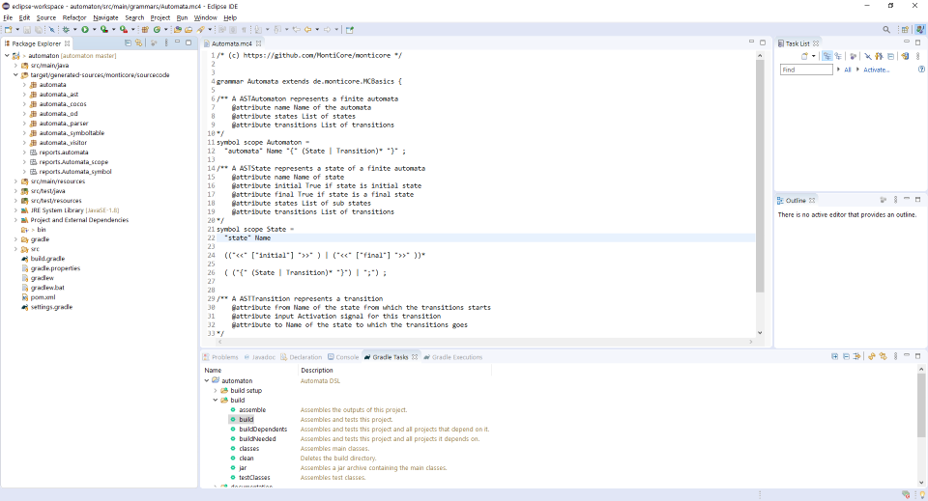 eclipse-workspace - automaton/src/main/grammars/Automata.mc4 - Eclipse IDE
File Edit Source Refactor Navigate Search Project Run Window Help
Package Explorer
automaton (automaton master)
src/main/java
target/generated-sources/monticore/sourcecode
automata
automata._ast
automata._cocos
automata._od
automata._parser
automata._symboltable
automata._visitor
reports.automata
reports.Automata_scope
reports.Automata_symbol
src/main/resources
src/test/java
src/test/resources
JRE System Library [JavaSE-1.8]
Project and External Dependencies
> bin
gradle
src
build.gradle
gradle.properties
gradlew
gradlew.bat
pom.xml
settings.gradle
Automata.mc4
1 /* (c) https://github.com/MontiCore/monticore */
2
3
4 grammar Automata extends de.monticore.MCBasics {
5
6 /** A ASTAutomaton represents a finite automata
7 @attribute name Name of the automata
8 @attribute states List of states
9 @attribute transitions List of transitions
10 */
11 symbol scope Automaton =
12 "automata" Name "{" (State | Transition)* "}" ;
13
14 /** A ASTState represents a state of a finite automata
15 @attribute name Name of state
16 @attribute initial True if state is initial state
17 @attribute final True if state is a final state
18 @attribute states List of sub states
19 @attribute transitions List of transitions
20 */
21 symbol scope State =
22 "state" Name
23
24 (("<<" ["initial"] ">>" ) | ("<<" ["final"] ">>" ))*
25
26 ( ("{" (State | Transition)* "}") | ";") ;
27
28
29 /** A ASTTransition represents a transition
30 @attribute from Name of the state from which the transitions starts
31 @attribute input Activation signal for this transition
32 @attribute to Name of the state to which the transitions goes
33 */
Task List
Find All Activate...
Outline
There is no active editor that provides an outline.
Problems Javadoc Declaration Console Gradle Tasks Gradle Executions
Name Description
automaton Automata DSL
build setup
build
assemble Assembles the outputs of this project.
build Assembles and tests this project.
buildDependents Assembles and tests this project and all projects that depend on it.
buildNeeded Assembles and tests this project and all projects it depends on.
classes Assembles main classes.
clean Deletes the build directory.
jar Assembles a jar archive containing the main classes.
testClasses Assembles test classes.
documentation